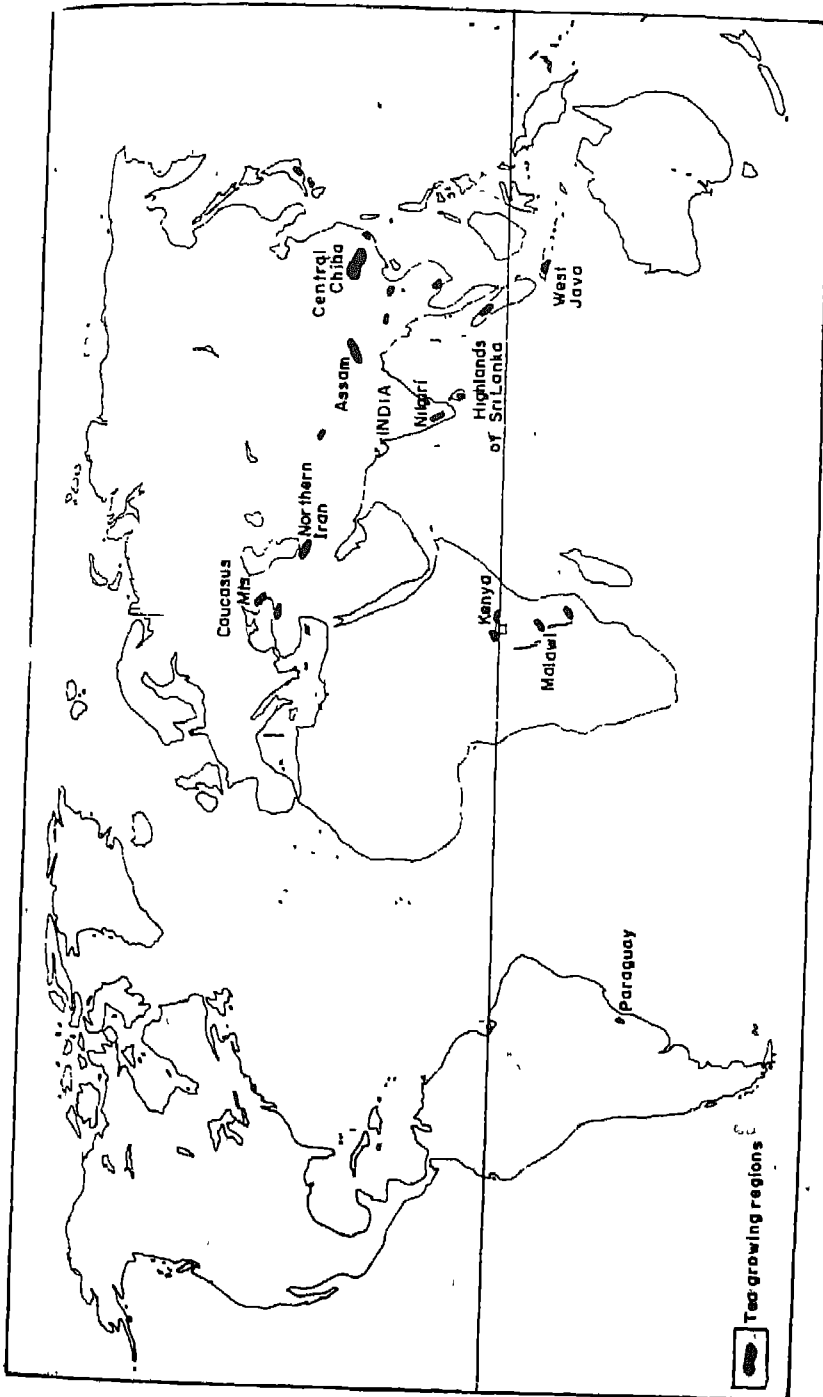 Central
Chiba
Assam
INDIA
Nilgiri
Highlands
of Sri Lanka
West
Java
Northern
Iran
Caucasus
Mts.
Kenya
Malawi
Paraguay
Tea growing regions